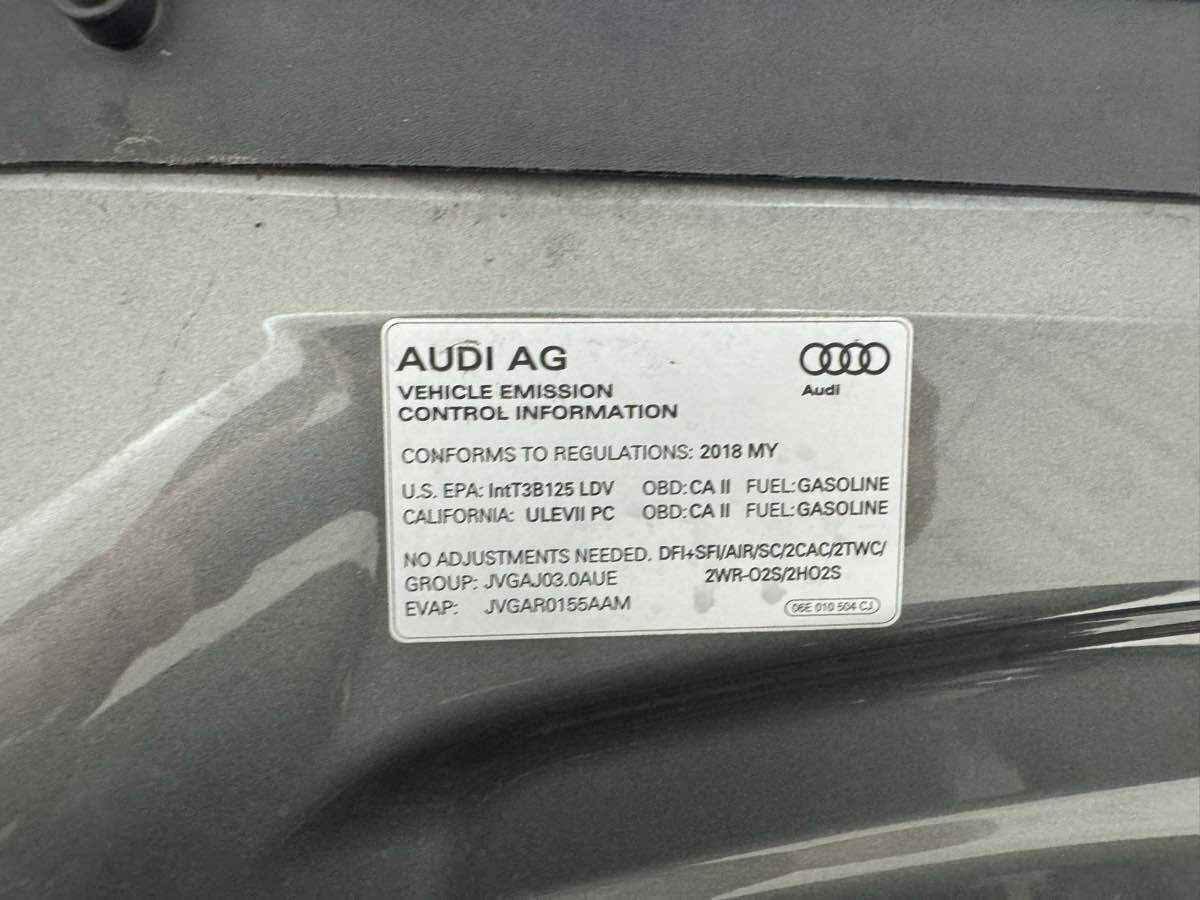 AUDI AG
Audi
VEHICLE EMISSION
CONTROL INFORMATION
CONFORMS TO REGULATIONS: 2018 MY
U.S. EPA: IntT3B125 LDV OBD: CA II FUEL: GASOLINE
CALIFORNIA: ULEVII PC OBD: CA II FUEL: GASOLINE
NO ADJUSTMENTS NEEDED. DFI+SFI/AIR/SC/2CAC/2TWC/
GROUP: JVGAJ03.0AUE 2WR-O2S/2HO2S
EVAP: JVGAR0155AAM 06E 010 504 CJ